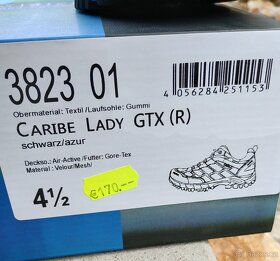 3823 01
4 056284 251153
Obermaterial: Textil /Laufsohle: Gummi
CARIBE LADY GTX (R)
schwarz/azur
Deckso.: Air-Active /Futter: Gore-Tex
Material : Velour/Mesh/
4½
€170.--